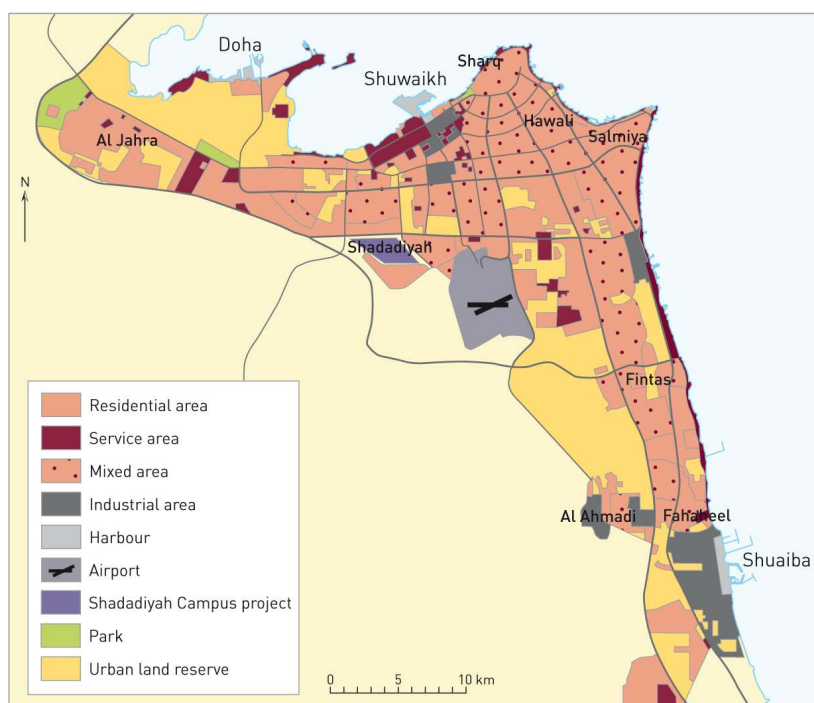 Doha
Sharq
Shuwaikh
Hawali
Salmiya
Al Jahra
N
Shadadiyah
Fintas
Al Ahmadi
Fahaheel
Shuaiba
Residential area
Service area
Mixed area
Industrial area
Harbour
Airport
Shadadiyah Campus project
Park
Urban land reserve
0 5 10 km